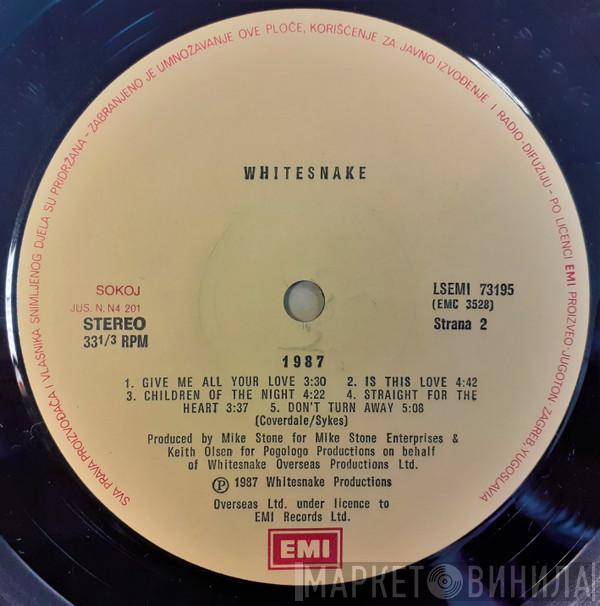 SVA PRAVA PROIZVOĐAČA I VLASNIKA SNIMLJENOG DJELA SU PRIDRŽANA - ZABRANJENO JE UMNOŽAVANJE OVE PLOČE, KORIŠĆENJE ZA JAVNO IZVOĐENJE I RADIO-DIFUZIJU - PO LICENCI EMI PROIZVEO-JUGOTON ZAGREB, YUGOSLAVIA
WHITESNAKE
SOKOJ
JUS. N. N4 201
STEREO
33 1/3 RPM
LSEMI 73195
(EMC 3528)
Strana 2
1987
1. GIVE ME ALL YOUR LOVE 3:30 2. IS THIS LOVE 4:42
3. CHILDREN OF THE NIGHT 4:22 4. STRAIGHT FOR THE
HEART 3:37 5. DON'T TURN AWAY 5:08
(Coverdale/Sykes)
Produced by Mike Stone for Mike Stone Enterprises &
Keith Olsen for Pogologo Productions on behalf
of Whitesnake Overseas Productions Ltd.
℗ 1987 Whitesnake Productions
Overseas Ltd. under licence to
EMI Records Ltd.
EMI
МАРКЕТ ВИНИЛА